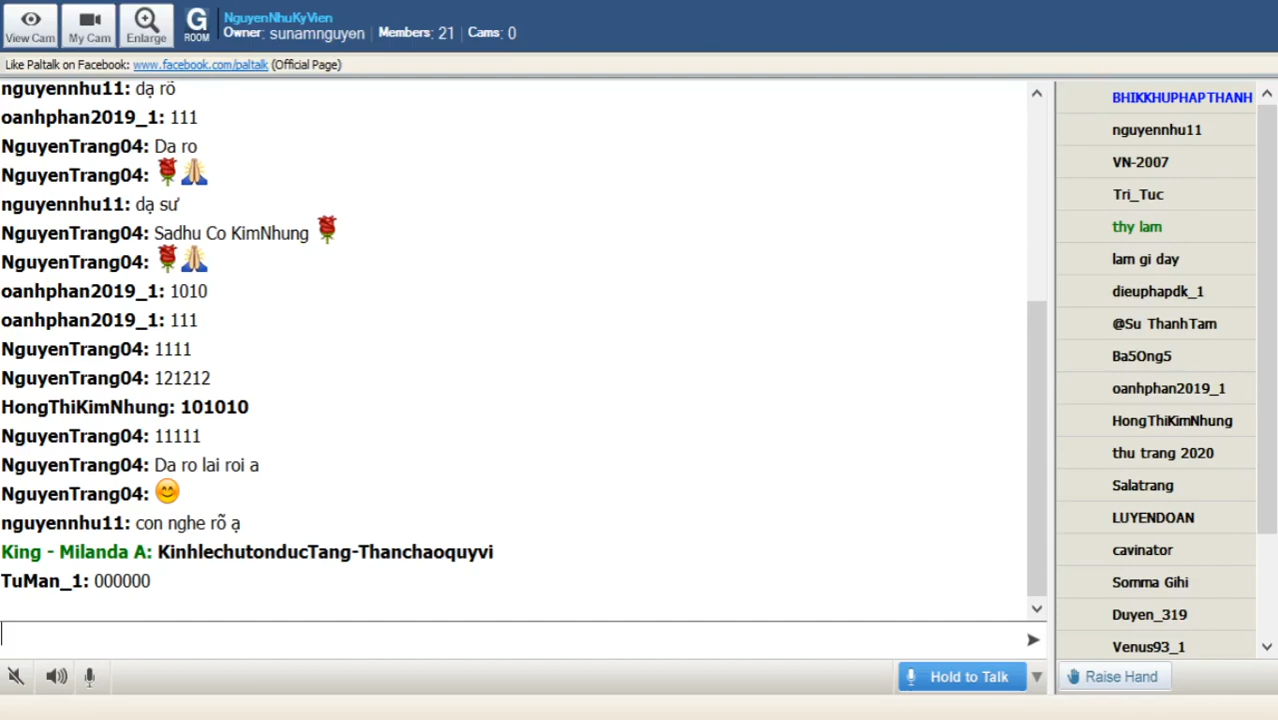 View Cam
My Cam
Enlarge
G
ROOM
NguyenNhuKyVien
Owner: sunamnguyen | Members: 21 | Cams: 0
Like Paltalk on Facebook: www.facebook.com/paltalk (Official Page)
nguyennhu11: dạ rõ
oanhphan2019_1: 111
NguyenTrang04: Da ro
NguyenTrang04:
nguyennhu11: dạ sư
NguyenTrang04: Sadhu Co KimNhung
NguyenTrang04:
oanhphan2019_1: 1010
oanhphan2019_1: 111
NguyenTrang04: 1111
NguyenTrang04: 121212
HongThiKimNhung: 101010
NguyenTrang04: 11111
NguyenTrang04: Da ro lai roi a
NguyenTrang04:
nguyennhu11: con nghe rõ ạ
King - Milanda A: KinhlechutonducTang-Thanchaoquyvi
TuMan_1: 000000
BHIKKHUPHAPTHANH
nguyennhu11
VN-2007
Tri_Tuc
thy lam
lam gi day
dieuphapdk_1
@Su ThanhTam
Ba5Ong5
oanhphan2019_1
HongThiKimNhung
thu trang 2020
Salatrang
LUYENDOAN
cavinator
Somma Gihi
Duyen_319
Venus93_1
Hold to Talk
Raise Hand